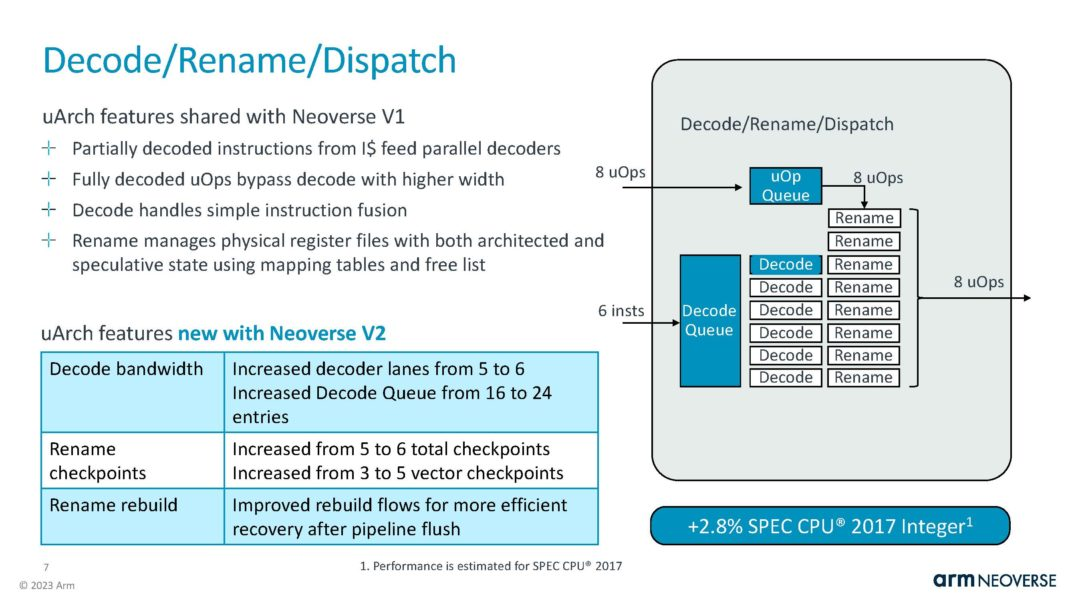 Decode/Rename/Dispatch
uArch features shared with Neoverse V1
Partially decoded instructions from I$ feed parallel decoders
Fully decoded uOps bypass decode with higher width
Decode handles simple instruction fusion
Rename manages physical register files with both architected and
speculative state using mapping tables and free list
uArch features new with Neoverse V2
Decode bandwidth
Increased decoder lanes from 5 to 6
Increased Decode Queue from 16 to 24
entries
Rename
checkpoints
Increased from 5 to 6 total checkpoints
Increased from 3 to 5 vector checkpoints
Rename rebuild
Improved rebuild flows for more efficient
recovery after pipeline flush
Decode/Rename/Dispatch
8 uOps
uOp
Queue
8 uOps
Rename
Rename
Decode Rename
Decode Rename
Decode Rename
Decode Rename
Decode Rename
Decode Rename
6 insts
Decode
Queue
8 uOps
+2.8% SPEC CPU® 2017 Integer¹
7
© 2023 Arm
1. Performance is estimated for SPEC CPU® 2017
arm NEOVERSE